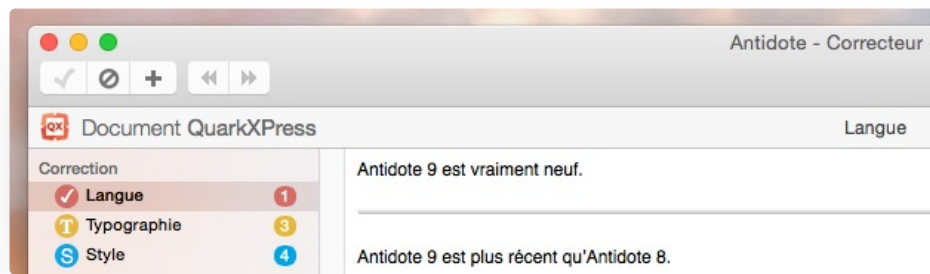 Antidote - Correcteur
QX Document QuarkXPress
Langue
Correction
Langue 1
T Typographie 3
S Style 4
Antidote 9 est vraiment neuf.
Antidote 9 est plus récent qu'Antidote 8.